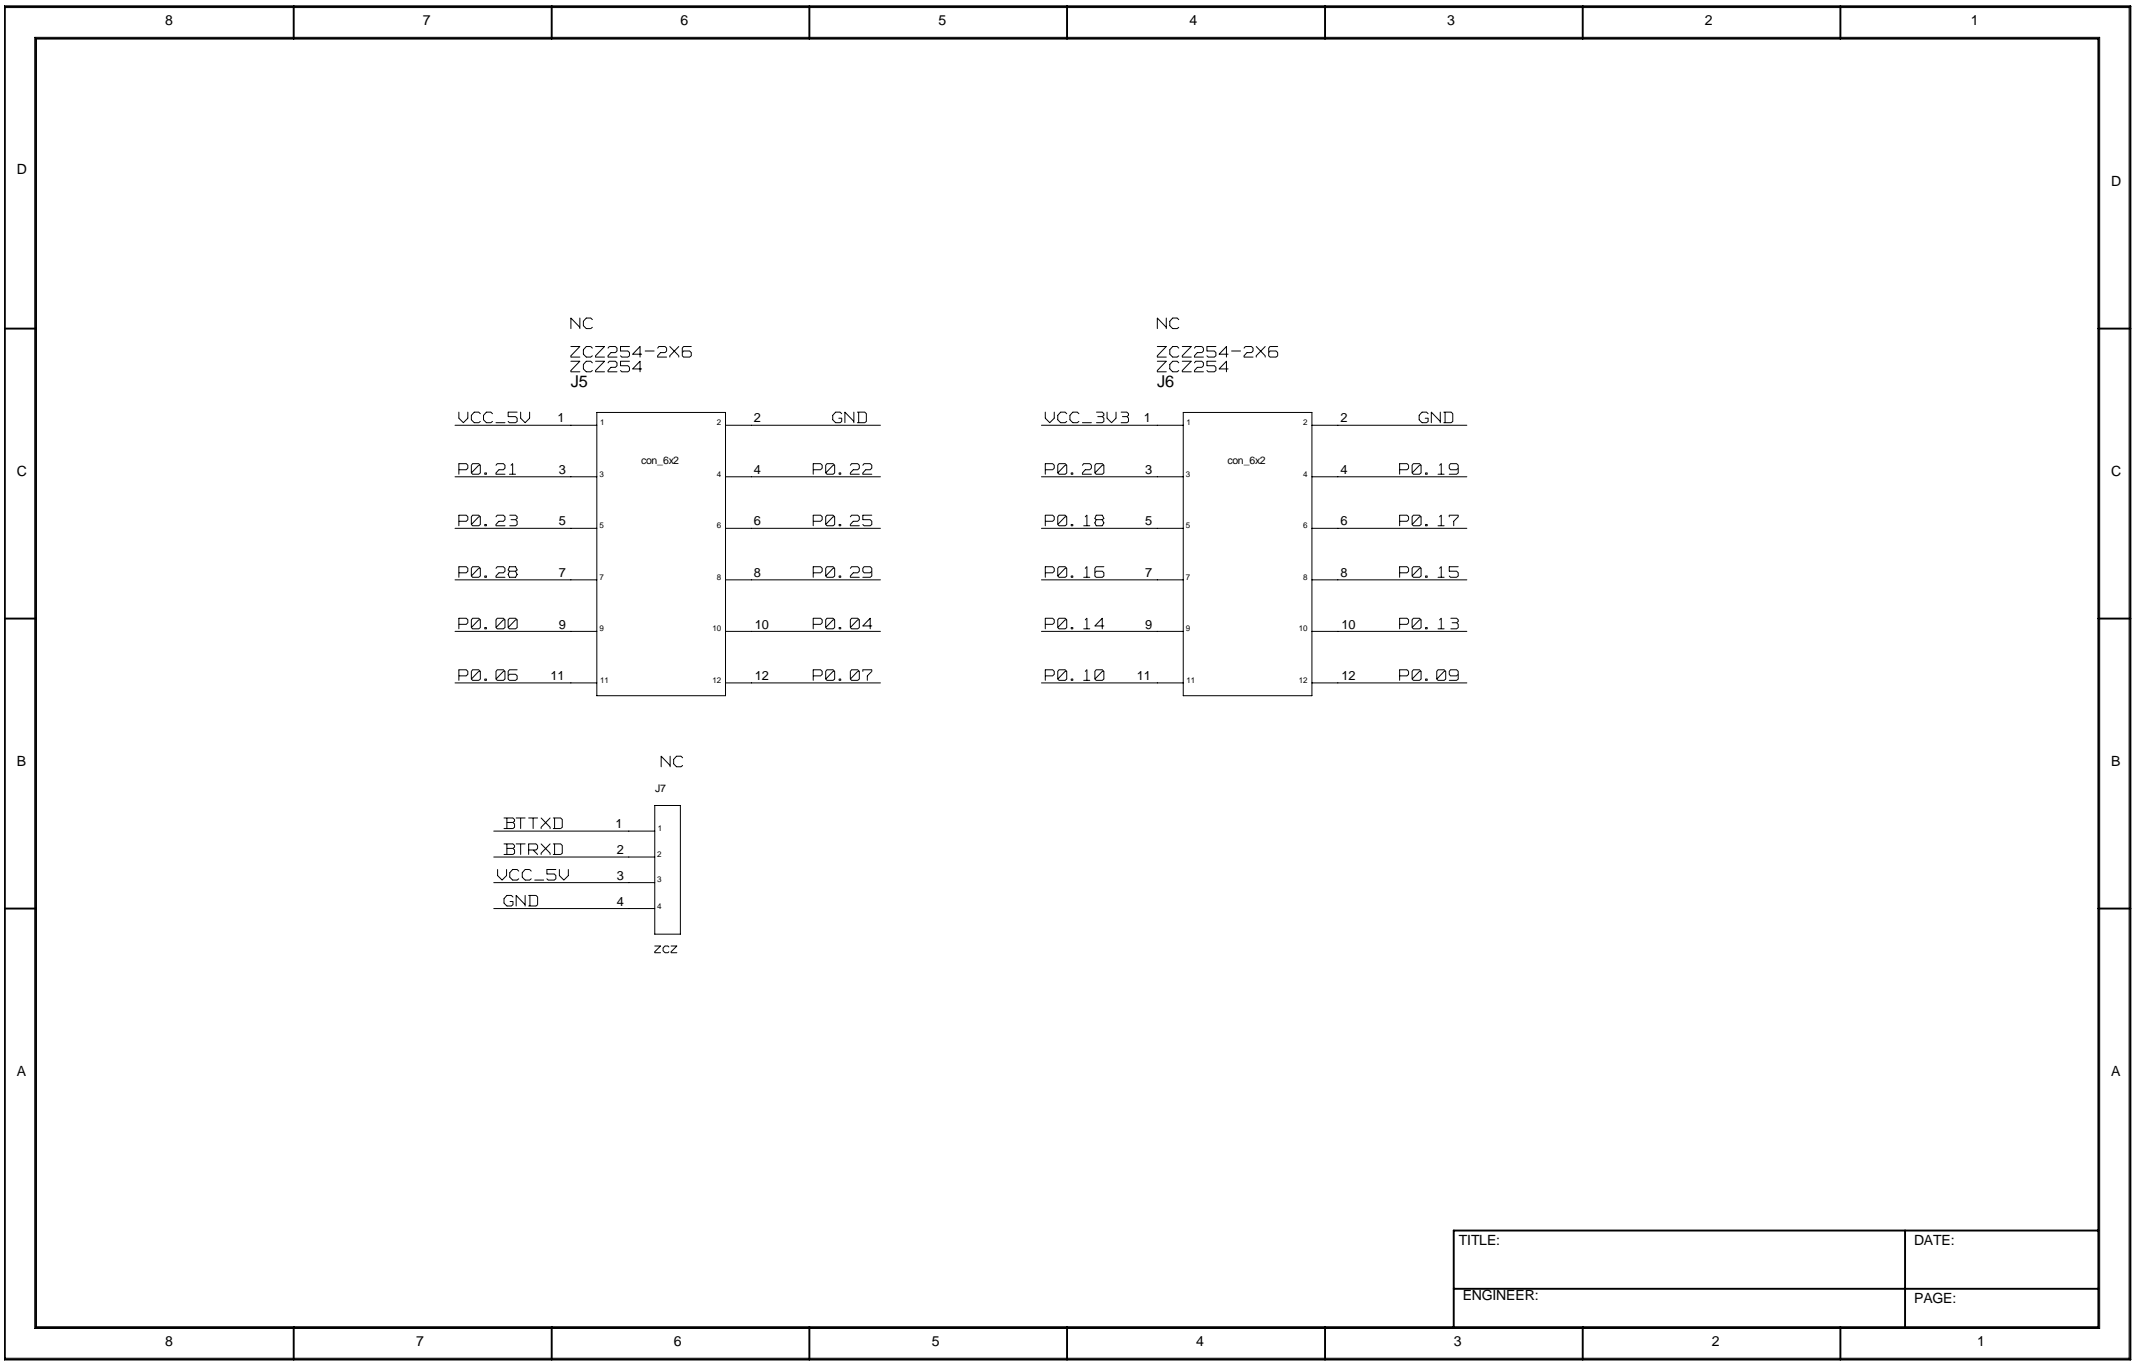 8 7 6 5 4 3 2 1
D D
NC NC
ZCZ254-2X6 ZCZ254-2X6
ZCZ254 ZCZ254
J5 J6
VCC_5V 1 1 2 2 GND VCC_3V3 1 1 2 2 GND
con_6x2 con_6x2
C P0.21 3 3 4 4 P0.22 P0.20 3 3 4 4 P0.19 C
P0.23 5 5 6 6 P0.25 P0.18 5 5 6 6 P0.17
P0.28 7 7 8 8 P0.29 P0.16 7 7 8 8 P0.15
P0.00 9 9 10 10 P0.04 P0.14 9 9 10 10 P0.13
P0.06 11 11 12 12 P0.07 P0.10 11 11 12 12 P0.09
B NC B
J7
BTTXD 1 1
BTRXD 2 2
VCC_5V 3 3
GND 4 4
ZCZ
A A
TITLE: DATE:
ENGINEER: PAGE:
8 7 6 5 4 3 2 1